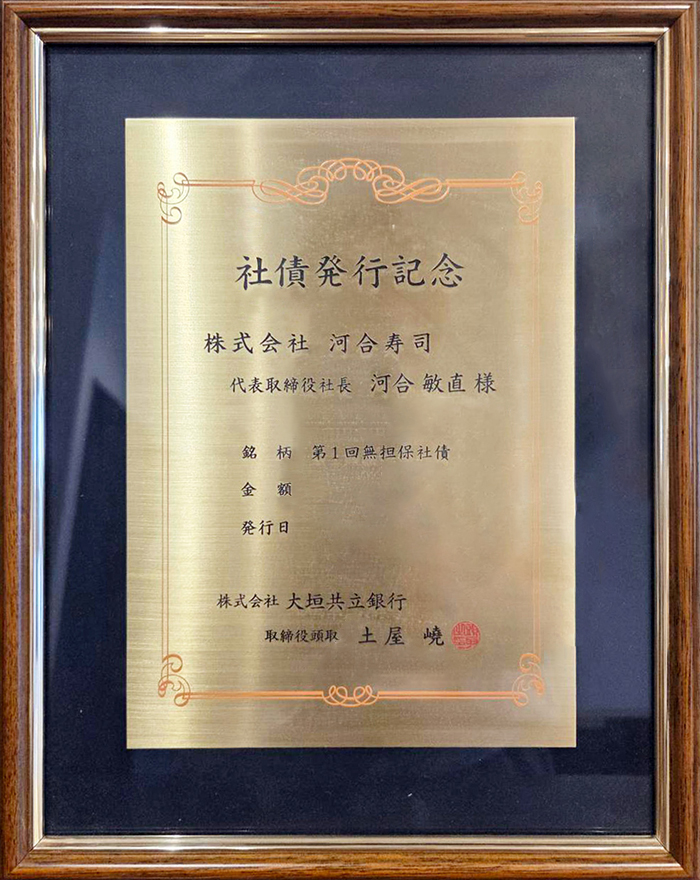 社債発行記念
株式会社 河合寿司
代表取締役社長 河合敏直様
銘柄 第1回無担保社債
金額
発行日
株式会社 大垣共立銀行
取締役頭取 土屋 嶢